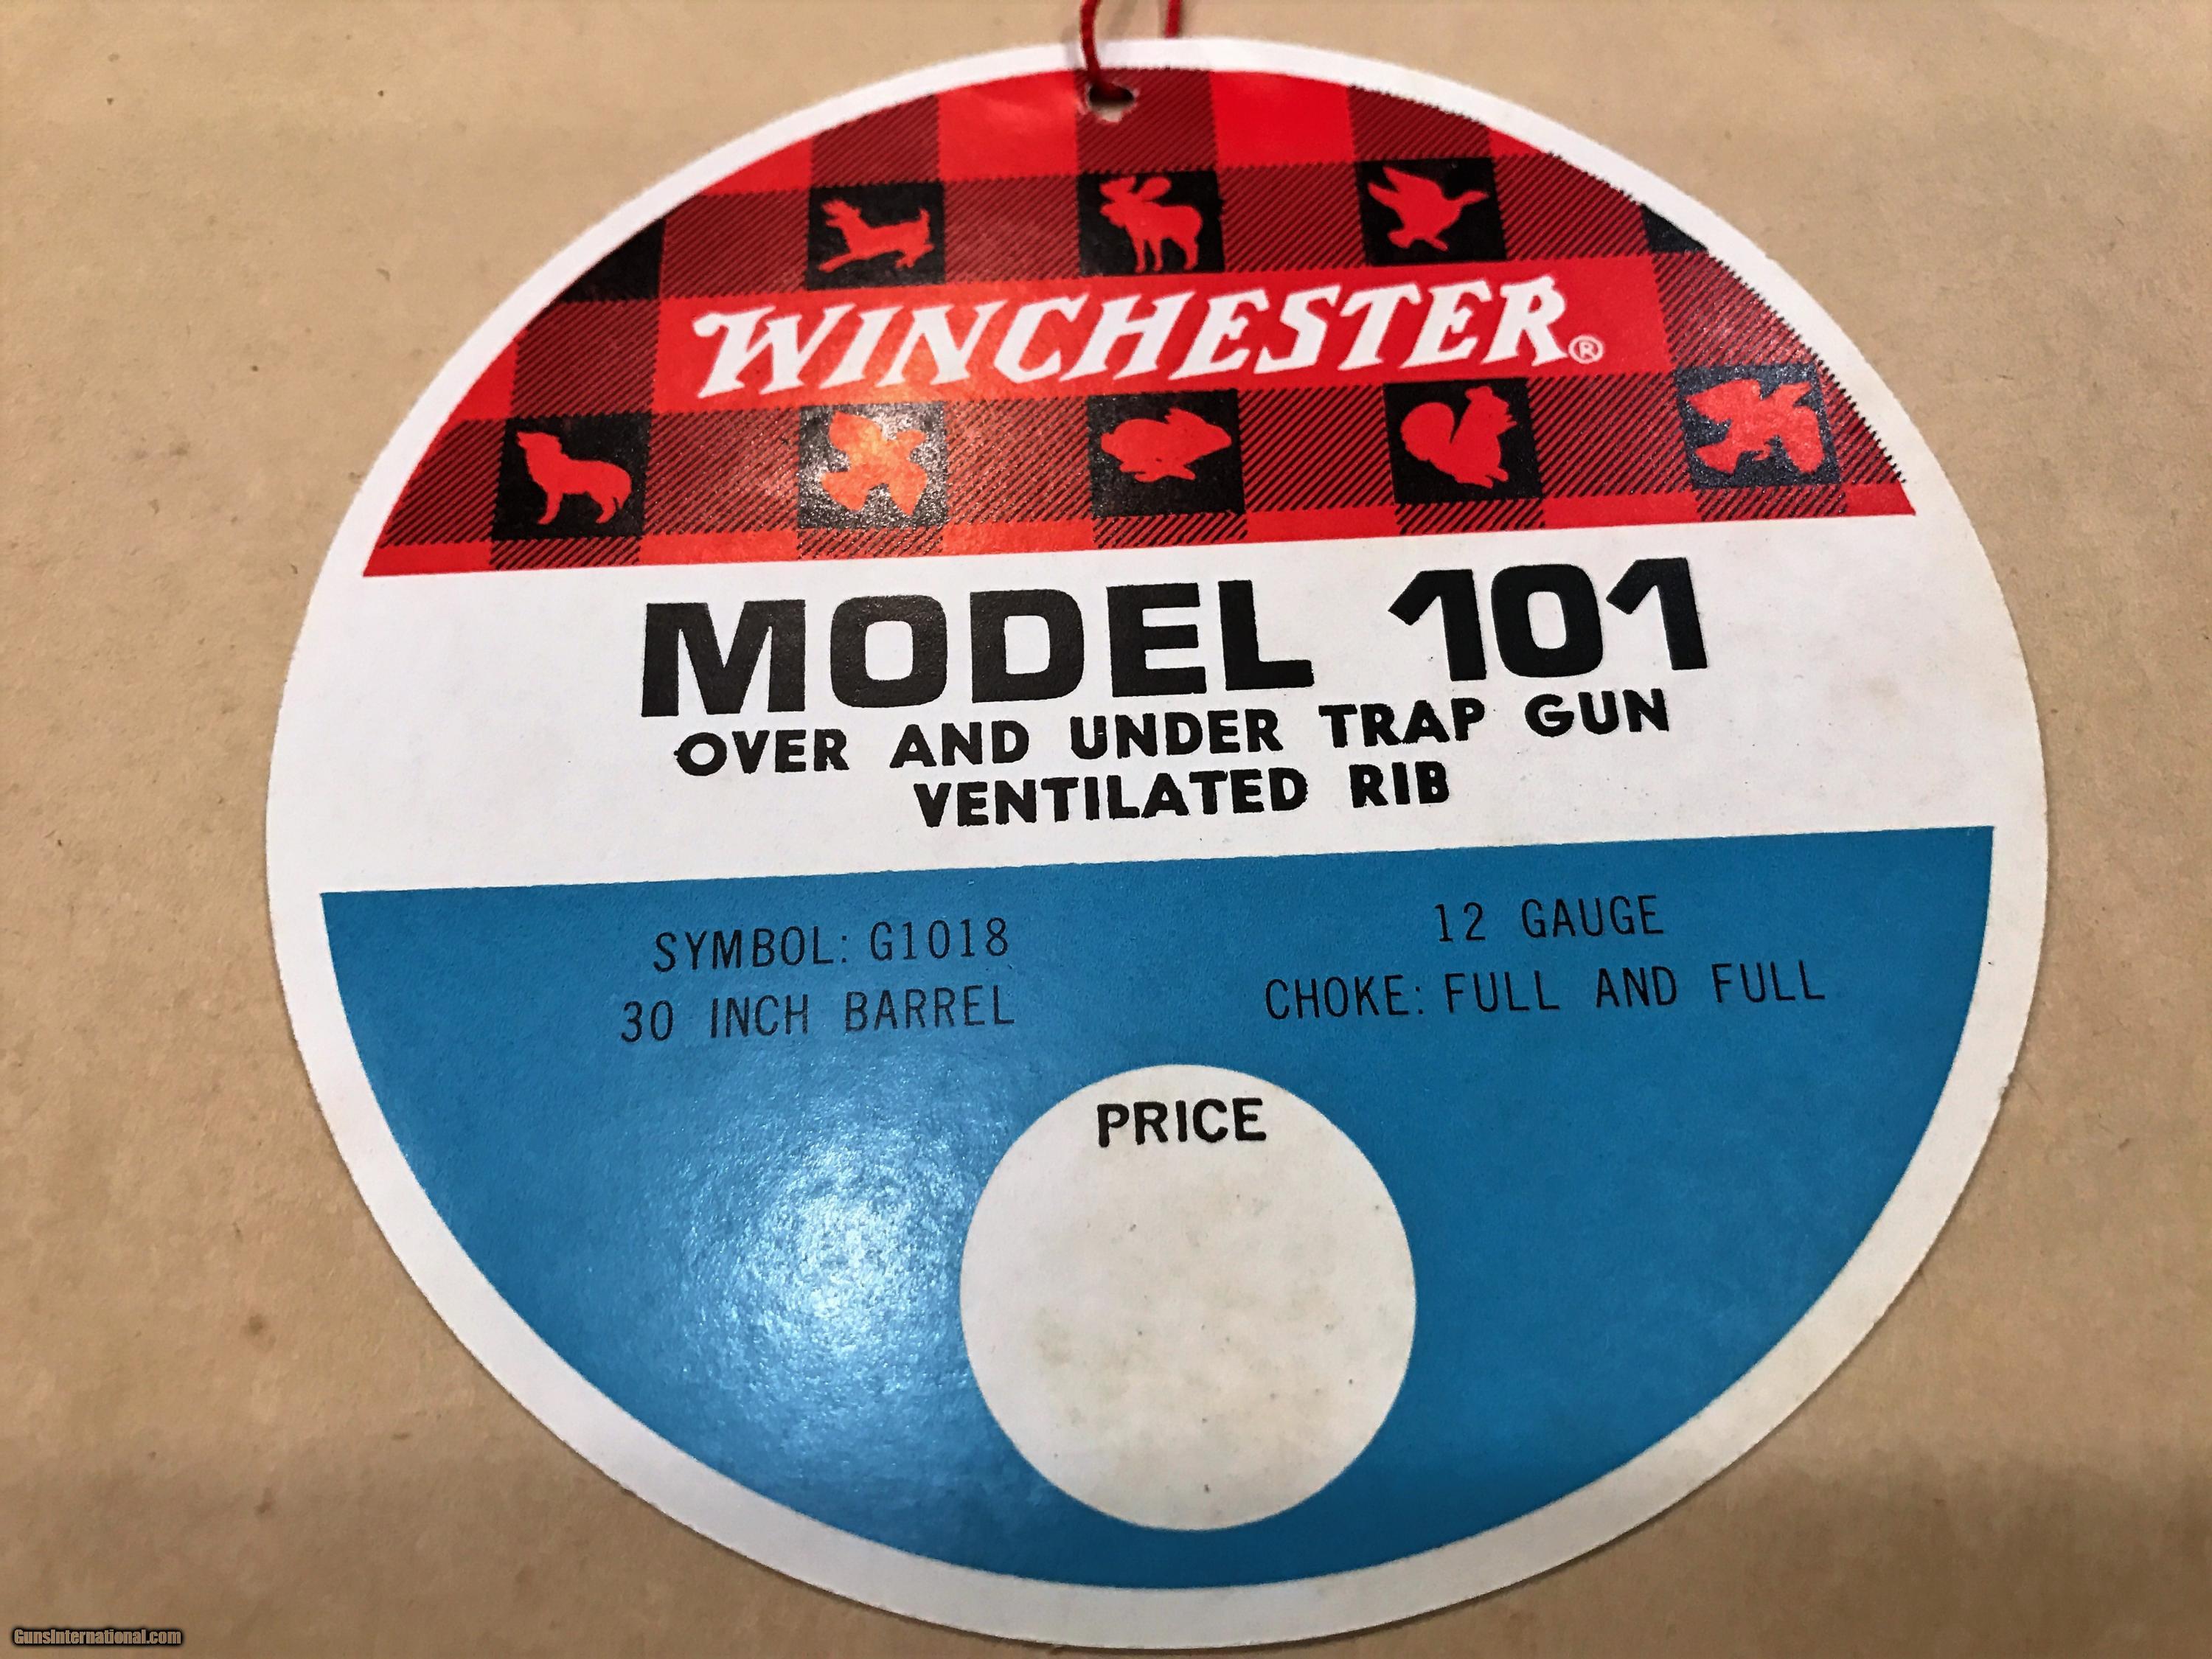 WINCHESTER®
MODEL 101
OVER AND UNDER TRAP GUN
VENTILATED RIB
SYMBOL: G1018
30 INCH BARREL
12 GAUGE
CHOKE: FULL AND FULL
PRICE
GunsInternational.com